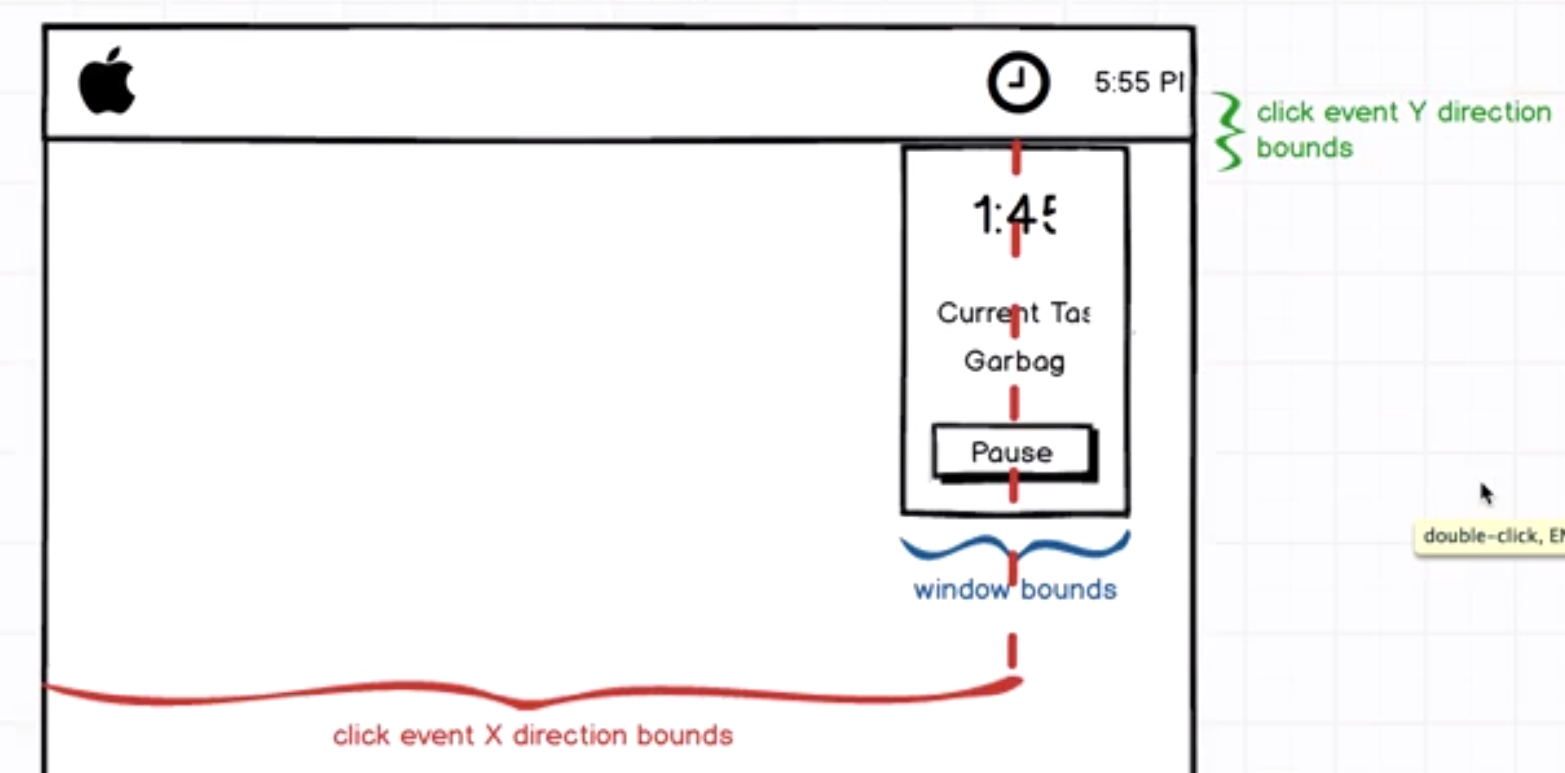 5:55 PI
click event Y direction
bounds
1:45
Current Tas
Garbag
Pause
double-click, EN
window bounds
click event X direction bounds